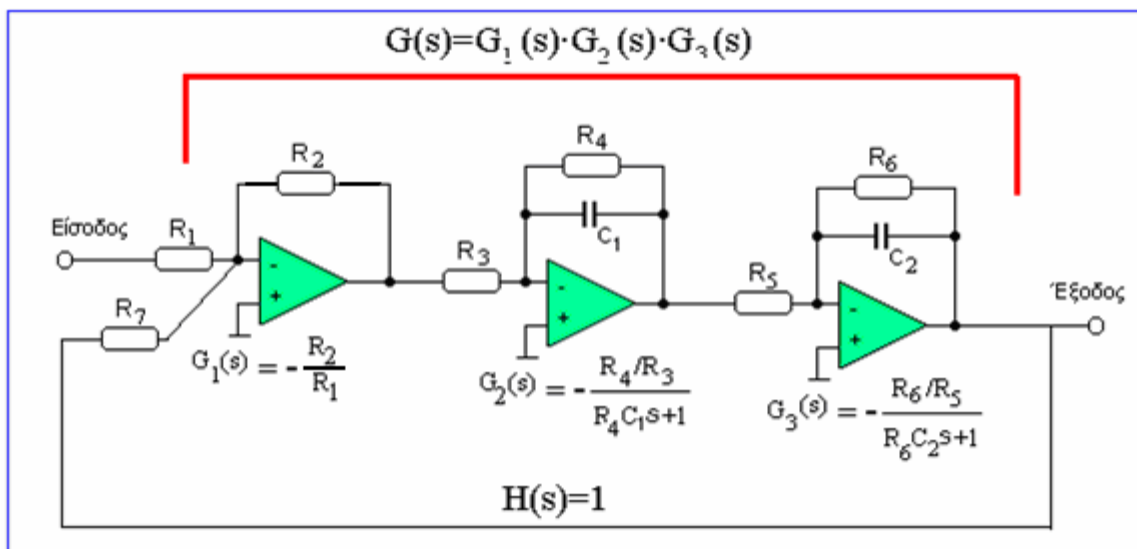 G(s)=G₁(s)·G₂(s)·G₃(s)
R₂
R₄
R₆
Είσοδος
R₁
C₁
C₂
R₃
R₅
Έξοδος
R₇
-
+
-
+
-
+
G₁(s) = - R₂/R₁
G₂(s) = - R₄/R₃ / R₄C₁s+1
G₃(s) = - R₆/R₅ / R₆C₂s+1
H(s)=1